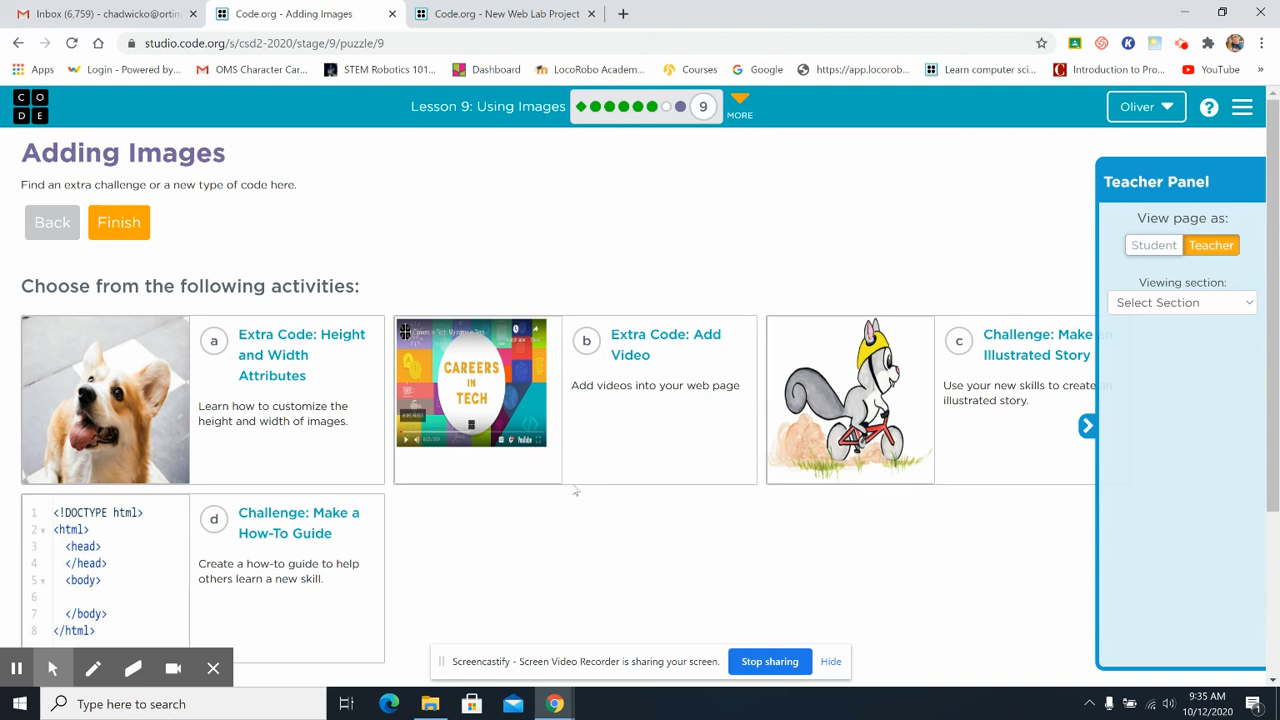 Inbox (6,759) - chadwicko@ortin
Code.org - Adding Images
Code.org - New Web Lab Project
studio.code.org/s/csd2-2020/stage/9/puzzle/9
Apps
Login - Powered by...
OMS Character Car...
STEM Robotics 101...
Dashboard
LocoRobo Academ...
Courses
Google
https://app.locorob...
Learn computer sci...
Introduction to Pro...
YouTube
C O
D E
Lesson 9: Using Images
9
MORE
Oliver
Adding Images
Find an extra challenge or a new type of code here.
Back
Finish
Teacher Panel
View page as:
Student
Teacher
Viewing section:
Select Section
Choose from the following activities:
a
Extra Code: Height
and Width
Attributes
Learn how to customize the
height and width of images.
CAREERS
IN
TECH
YouTube
b
Extra Code: Add
Video
Add videos into your web page
c
Challenge: Make an
Illustrated Story
Use your new skills to create an
illustrated story.
1 <!DOCTYPE html>
2 <html>
3 <head>
4 </head>
5 <body>
6
7 </body>
8 </html>
d
Challenge: Make a
How-To Guide
Create a how-to guide to help
others learn a new skill.
Screencastify - Screen Video Recorder is sharing your screen.
Stop sharing
Hide
Type here to search
9:35 AM
10/12/2020
1